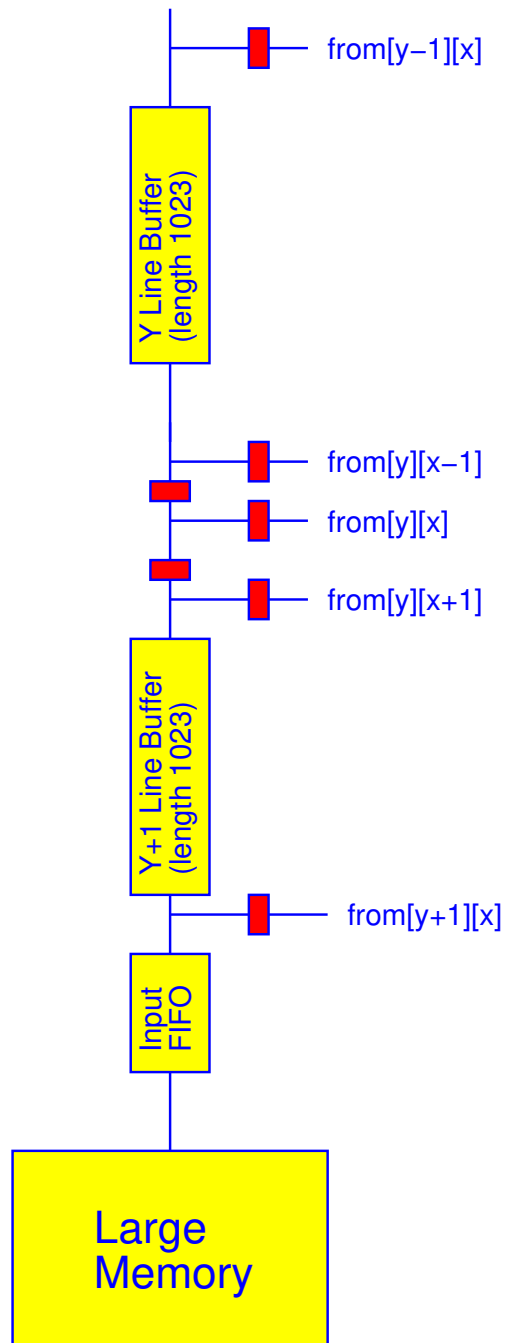 from[y−1][x]
Y Line Buffer
(length 1023)
from[y][x−1]
from[y][x]
from[y][x+1]
Y+1 Line Buffer
(length 1023)
from[y+1][x]
Input
FIFO
Large
Memory